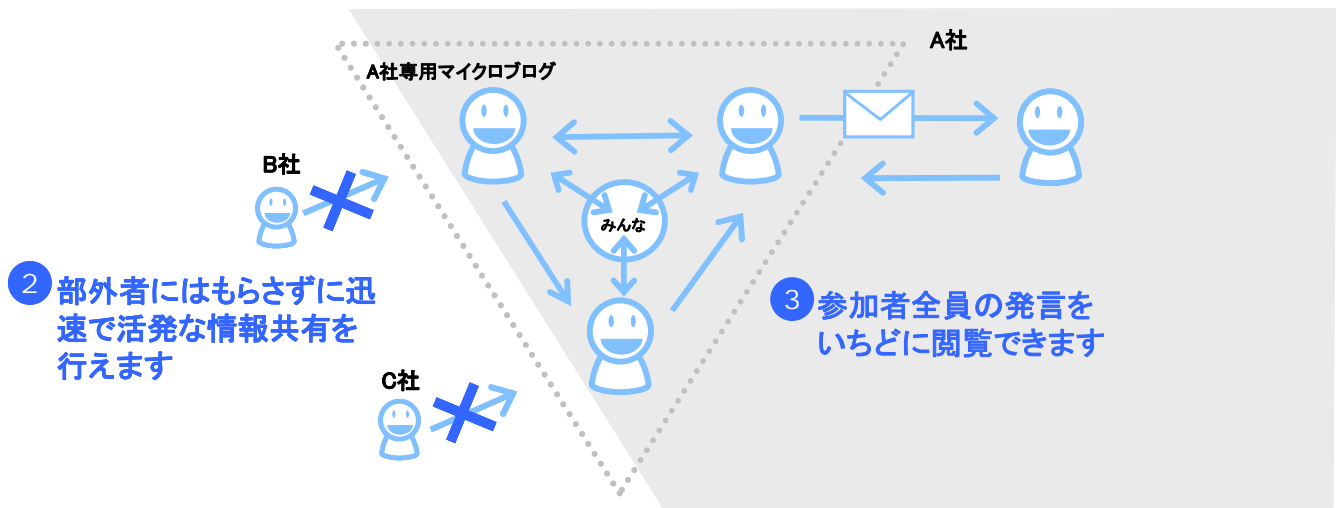 A社
A社専用マイクロブログ
B社
みんな
2 部外者にはもらさずに迅
速で活発な情報共有を
行えます
3 参加者全員の発言を
いちどに閲覧できます
C社